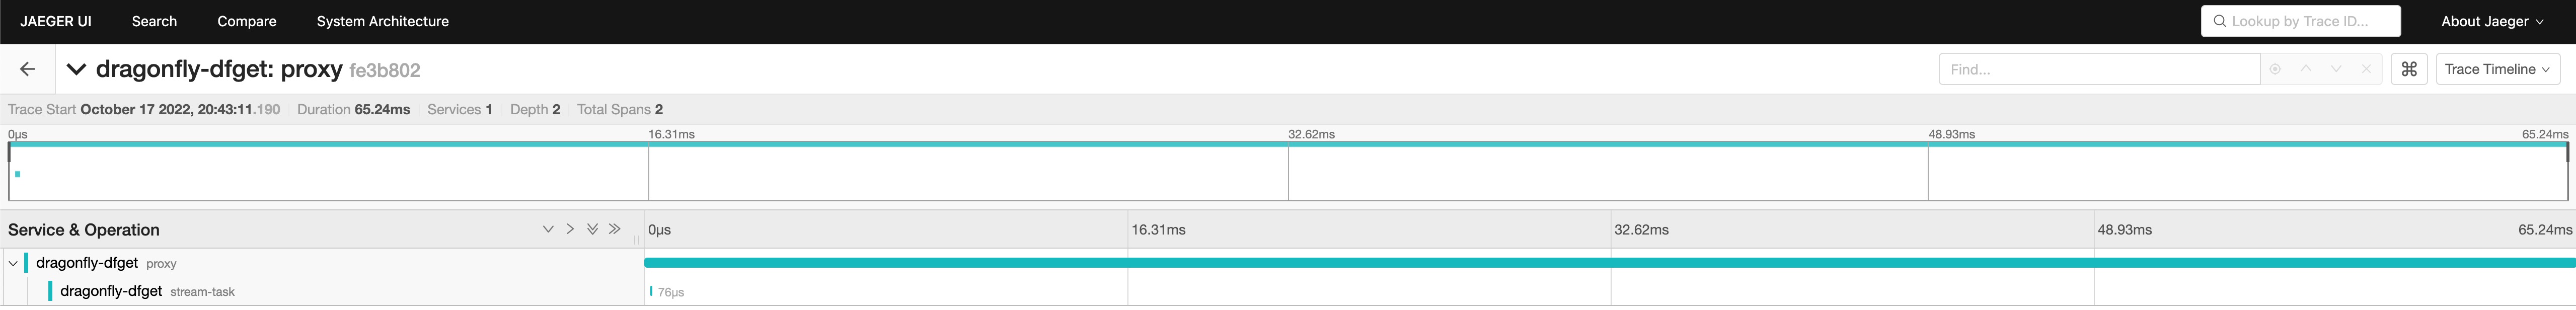 JAEGER UI Search Compare System Architecture Lookup by Trace ID... About Jaeger
dragonfly-dfget: proxy fe3b802 Find... ⌘ Trace Timeline
Trace Start October 17 2022, 20:43:11.190 Duration 65.24ms Services 1 Depth 2 Total Spans 2
0μs 16.31ms 32.62ms 48.93ms 65.24ms
Service & Operation 0μs 16.31ms 32.62ms 48.93ms 65.24ms
dragonfly-dfget proxy
dragonfly-dfget stream-task 76μs